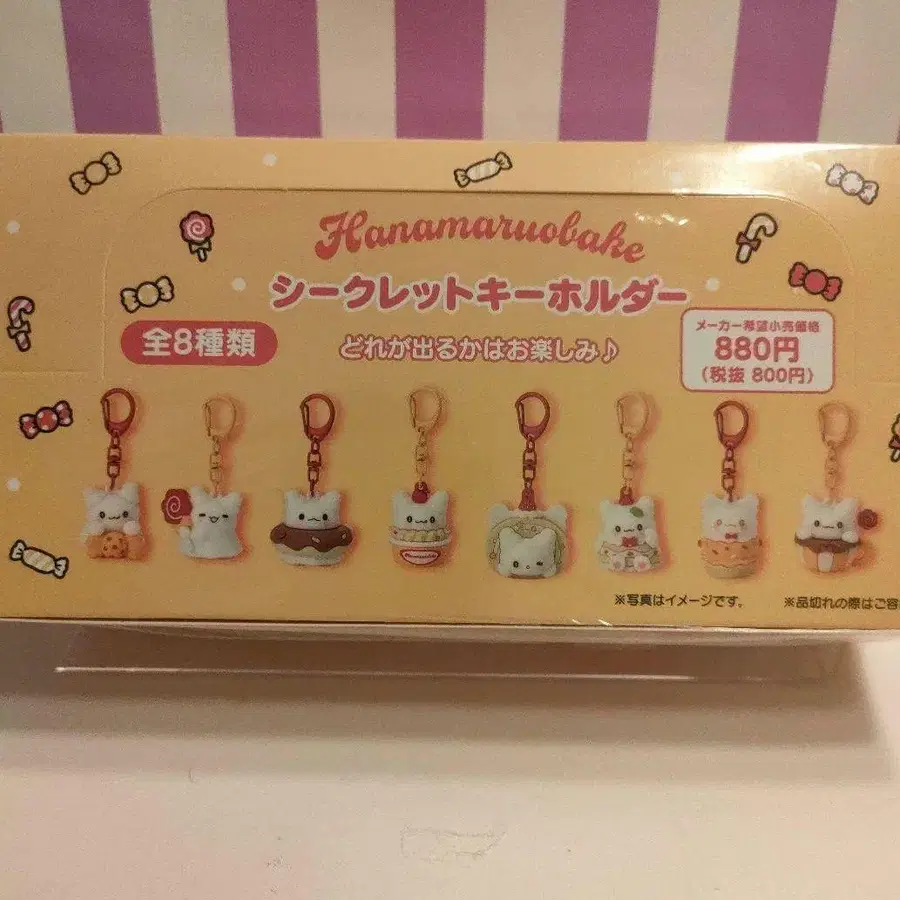 Hanamaruobake
シークレットキーホルダー
全8種類
どれが出るかはお楽しみ♪
メーカー希望小売価格
880円
(税抜 800円)
※写真はイメージです。
※品切れの際はご容